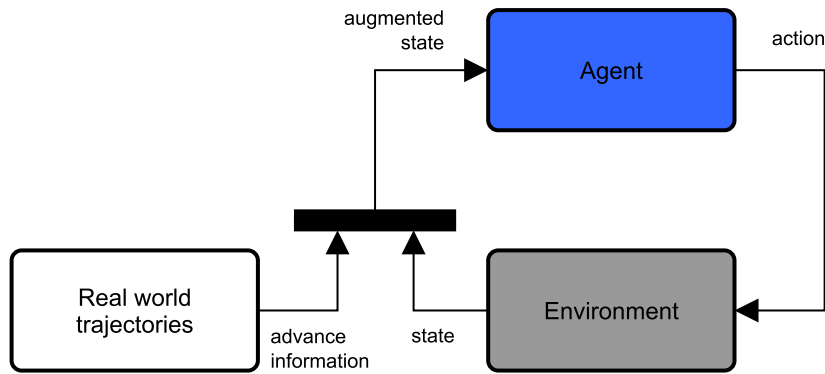 augmented
state
Agent
action
Real world
trajectories
advance
information
state
Environment